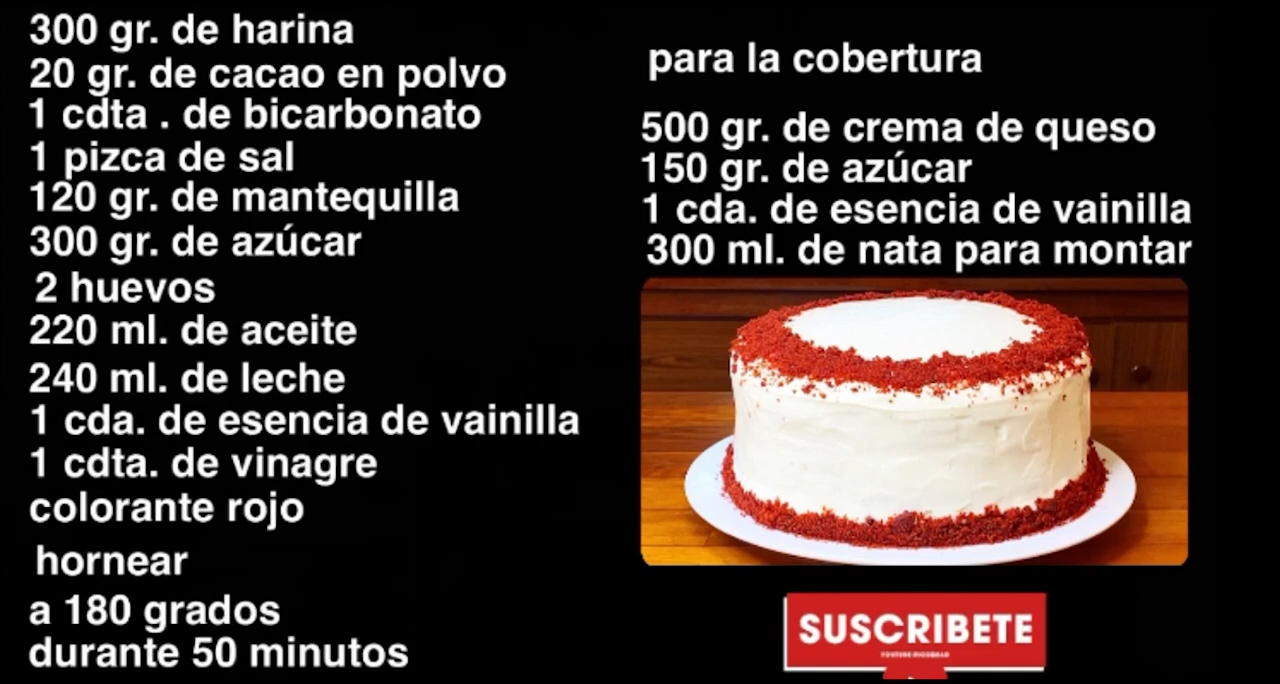 300 gr. de harina
20 gr. de cacao en polvo
1 cdta . de bicarbonato
1 pizca de sal
120 gr. de mantequilla
300 gr. de azúcar
2 huevos
220 ml. de aceite
240 ml. de leche
1 cda. de esencia de vainilla
1 cdta. de vinagre
colorante rojo
hornear
a 180 grados
durante 50 minutos
para la cobertura
500 gr. de crema de queso
150 gr. de azúcar
1 cda. de esencia de vainilla
300 ml. de nata para montar
SUSCRIBETE
YOUTUBE